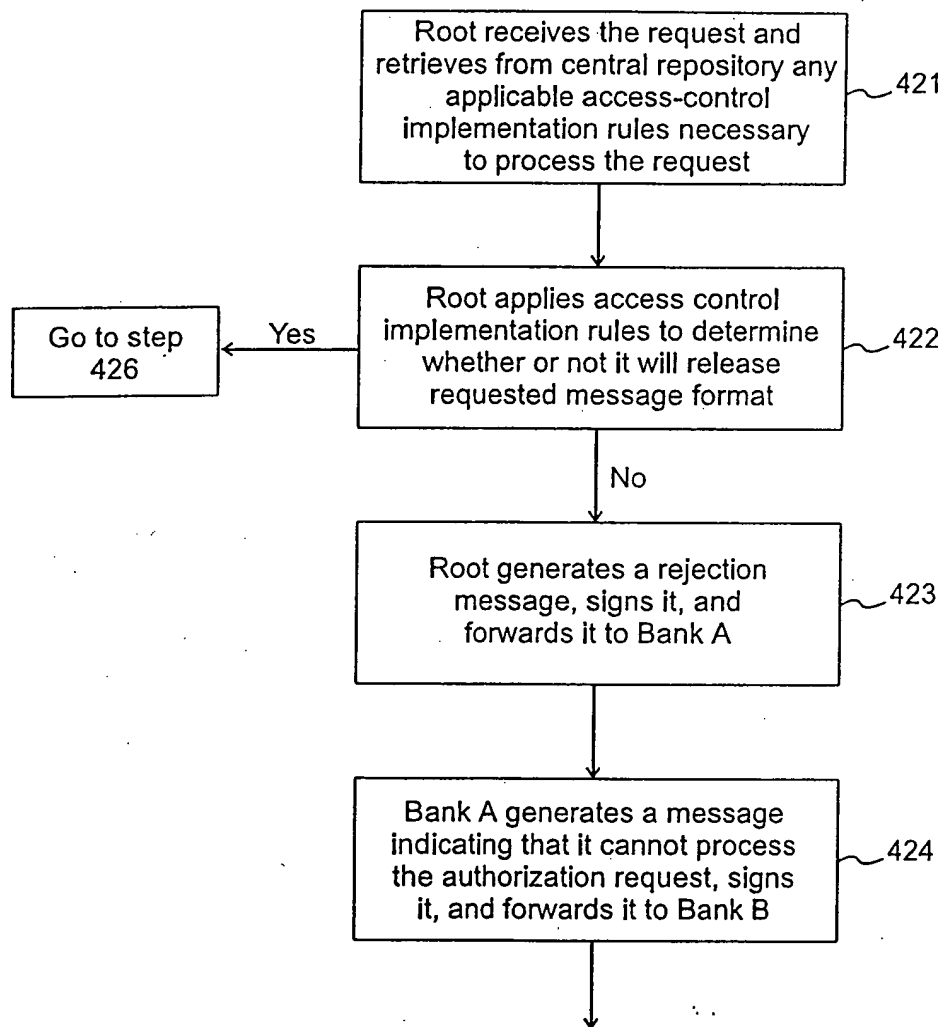 Root receives the request and
retrieves from central repository any
applicable access-control
implementation rules necessary
to process the request
421
Root applies access control
implementation rules to determine
whether or not it will release
requested message format
422
Yes
Go to step
426
No
Root generates a rejection
message, signs it, and
forwards it to Bank A
423
Bank A generates a message
indicating that it cannot process
the authorization request, signs
it, and forwards it to Bank B
424